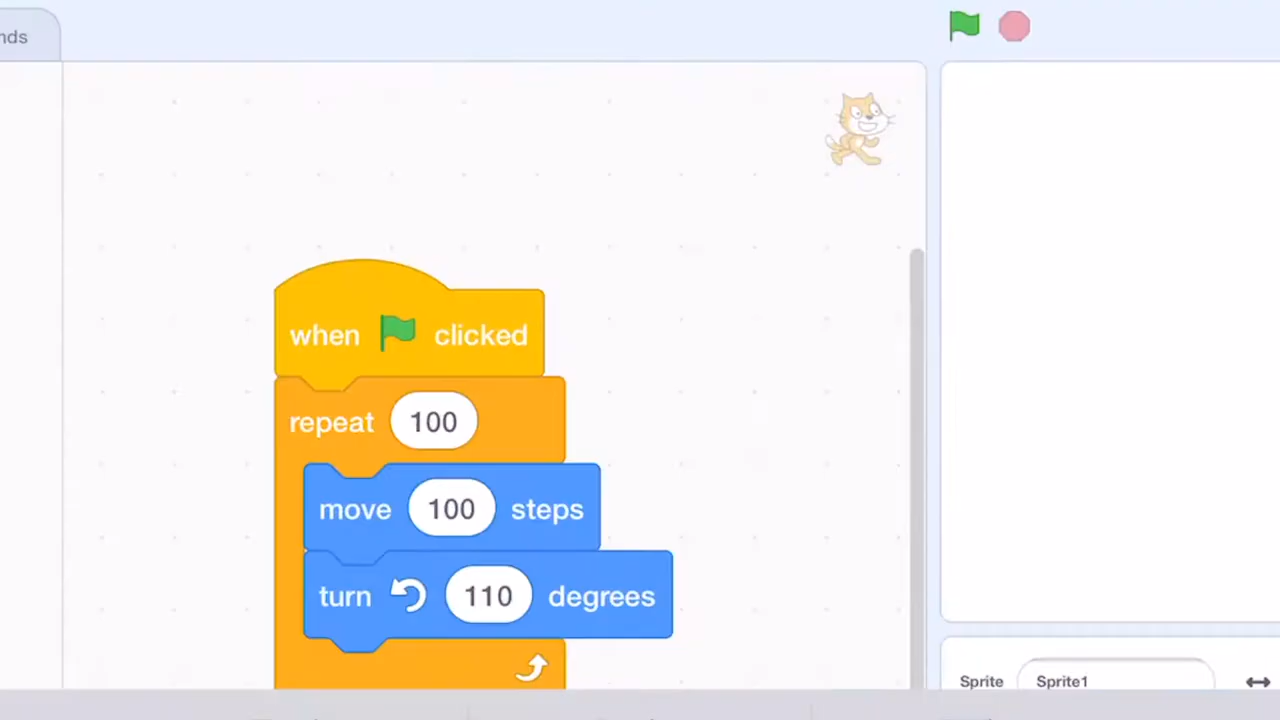 nds
when clicked
repeat 100
move 100 steps
turn 110 degrees
Sprite Sprite1